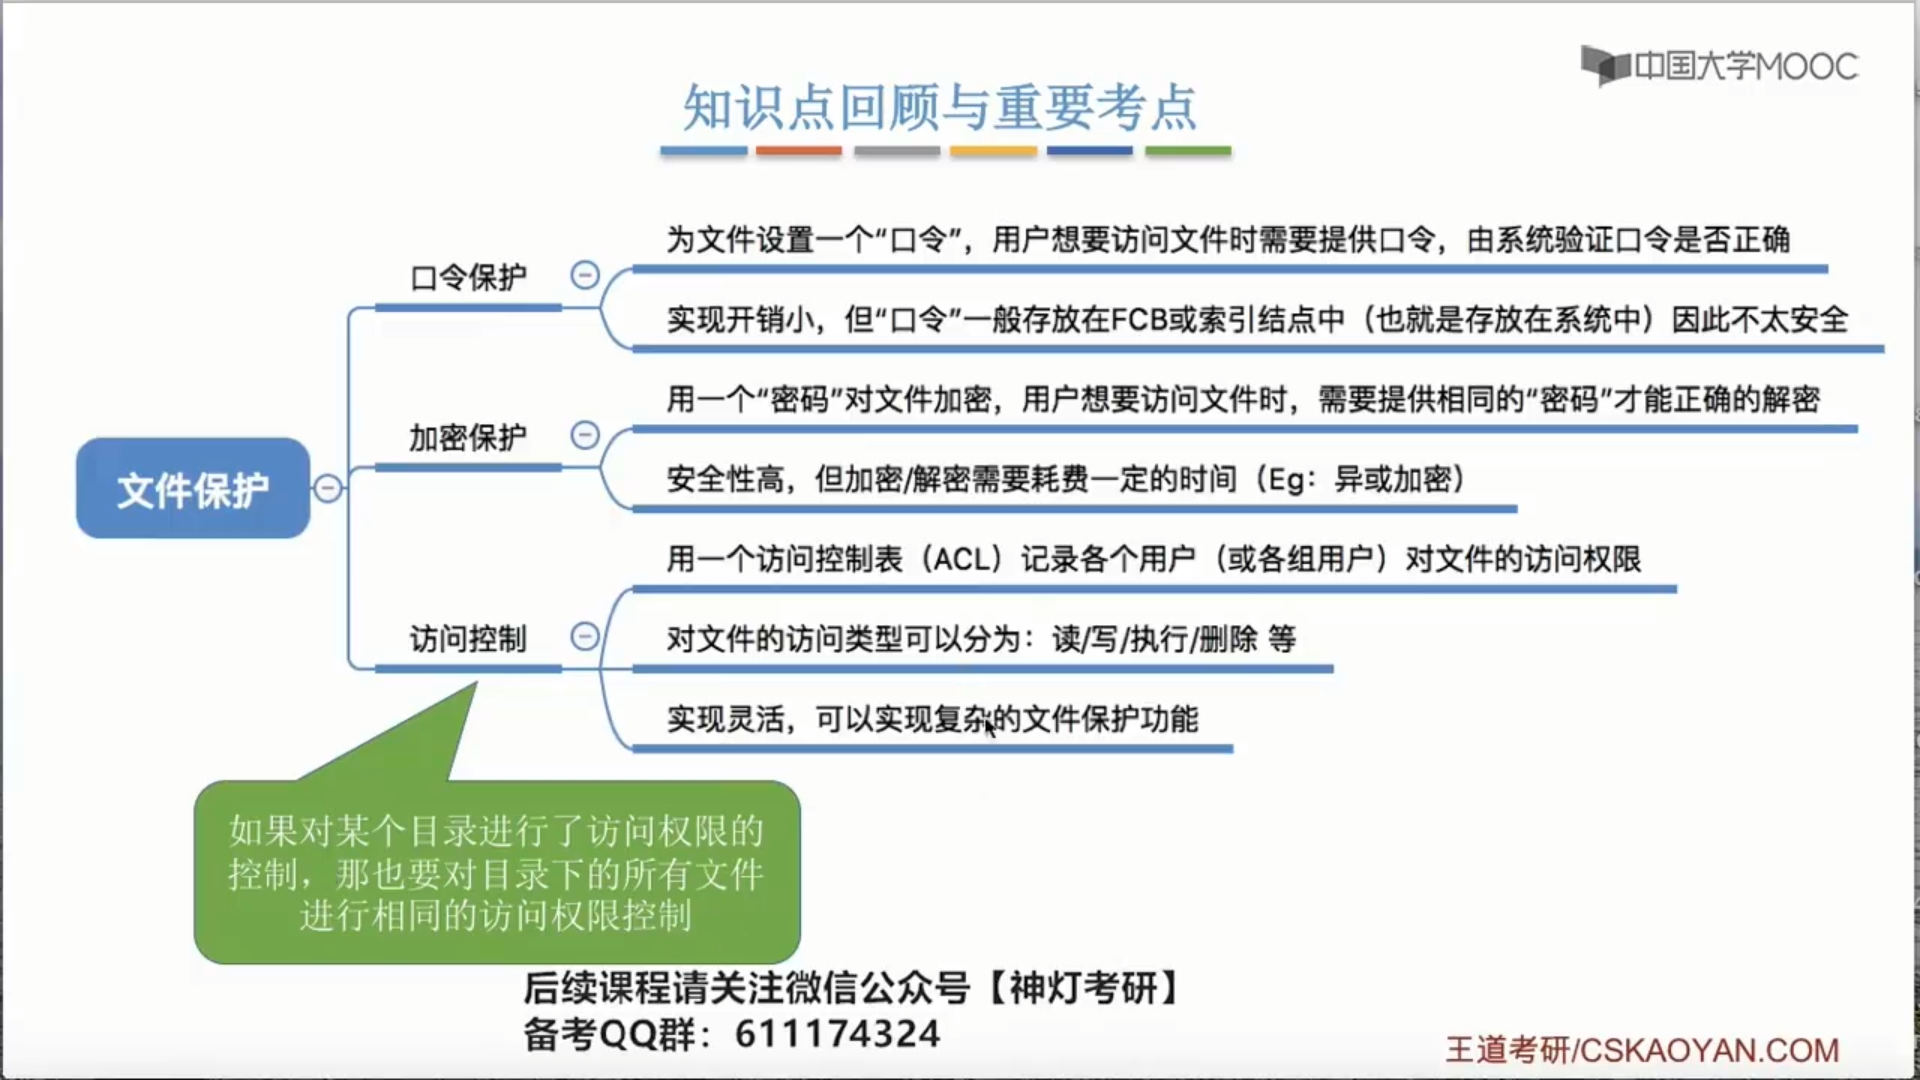 中国大学MOOC
知识点回顾与重要考点
文件保护
口令保护
为文件设置一个“口令”，用户想要访问文件时需要提供口令，由系统验证口令是否正确
实现开销小，但“口令”一般存放在FCB或索引结点中（也就是存放在系统中）因此不太安全
加密保护
用一个“密码”对文件加密，用户想要访问文件时，需要提供相同的“密码”才能正确的解密
安全性高，但加密/解密需要耗费一定的时间（Eg：异或加密）
访问控制
用一个访问控制表（ACL）记录各个用户（或各组用户）对文件的访问权限
对文件的访问类型可以分为：读/写/执行/删除 等
实现灵活，可以实现复杂的文件保护功能
如果对某个目录进行了访问权限的
控制，那也要对目录下的所有文件
进行相同的访问权限控制
后续课程请关注微信公众号【神灯考研】
备考QQ群：611174324
王道考研/CSKAOYAN.COM